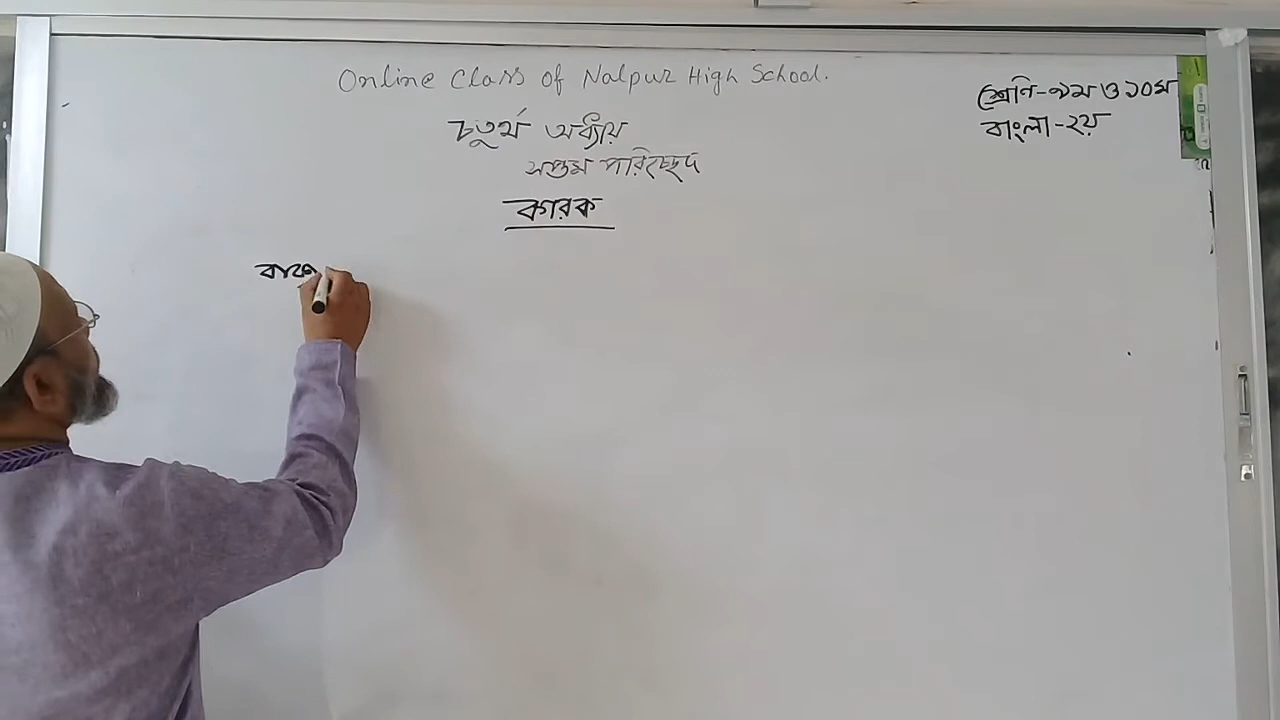 Online Class of Nalpur High School.
শ্রেণি-৯ম ও ১০ম
বাংলা-২য়
চতুর্থ অধ্যায়
সপ্তম পরিচ্ছেদ
কারক